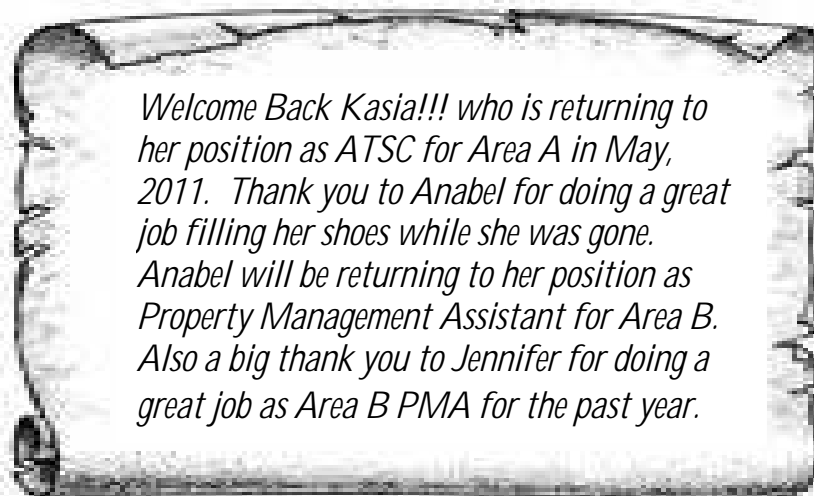 Welcome Back Kasia!!! who is returning to
her position as ATSC for Area A in May,
2011.  Thank you to Anabel for doing a great
job filling her shoes while she was gone.
Anabel will be returning to her position as
Property Management Assistant for Area B.
Also a big thank you to Jennifer for doing a
great job as Area B PMA for the past year.